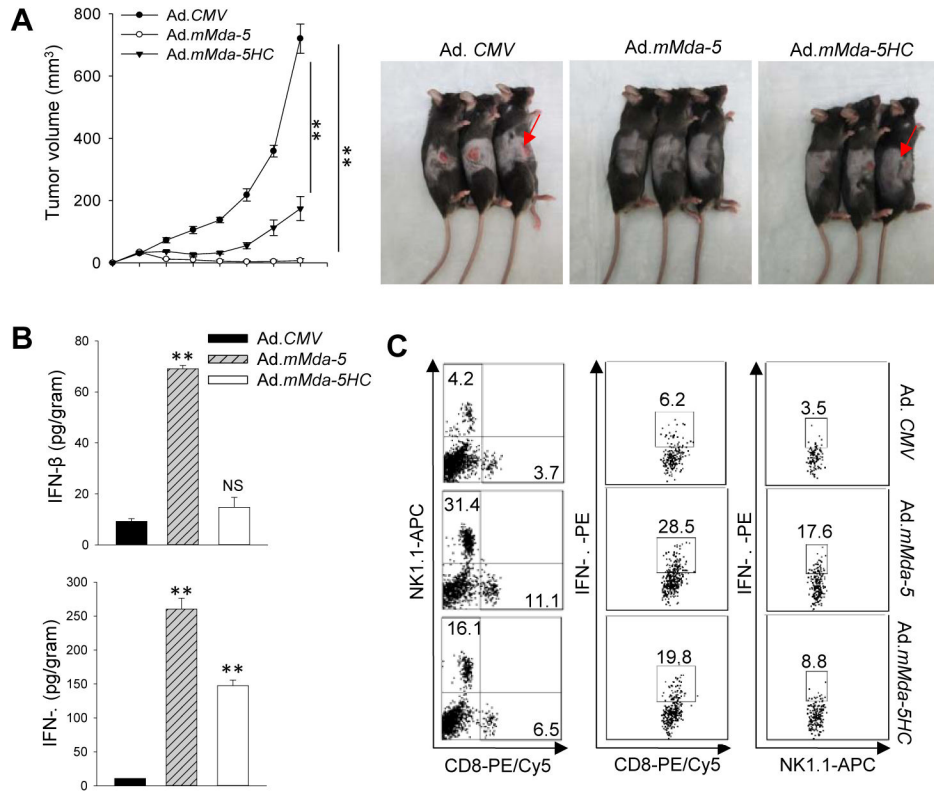 A
Ad.CMV
Ad.mMda-5
Ad.mMda-5HC
Tumor volume (mm³)
800
600
400
200
0
**
**
Ad. CMV
Ad.mMda-5
Ad.mMda-5HC
B
Ad.CMV
Ad.mMda-5
Ad.mMda-5HC
IFN-β (pg/gram)
80
60
40
20
0
**
NS
IFN-. (pg/gram)
300
250
200
150
100
50
0
**
**
C
NK1.1-APC
4.2
3.7
31.4
11.1
16.1
6.5
CD8-PE/Cy5
IFN-. -PE
6.2
28.5
19.8
CD8-PE/Cy5
IFN-. -PE
3.5
17.6
8.8
NK1.1-APC
Ad. CMV
Ad.mMda-5
Ad.mMda-5HC